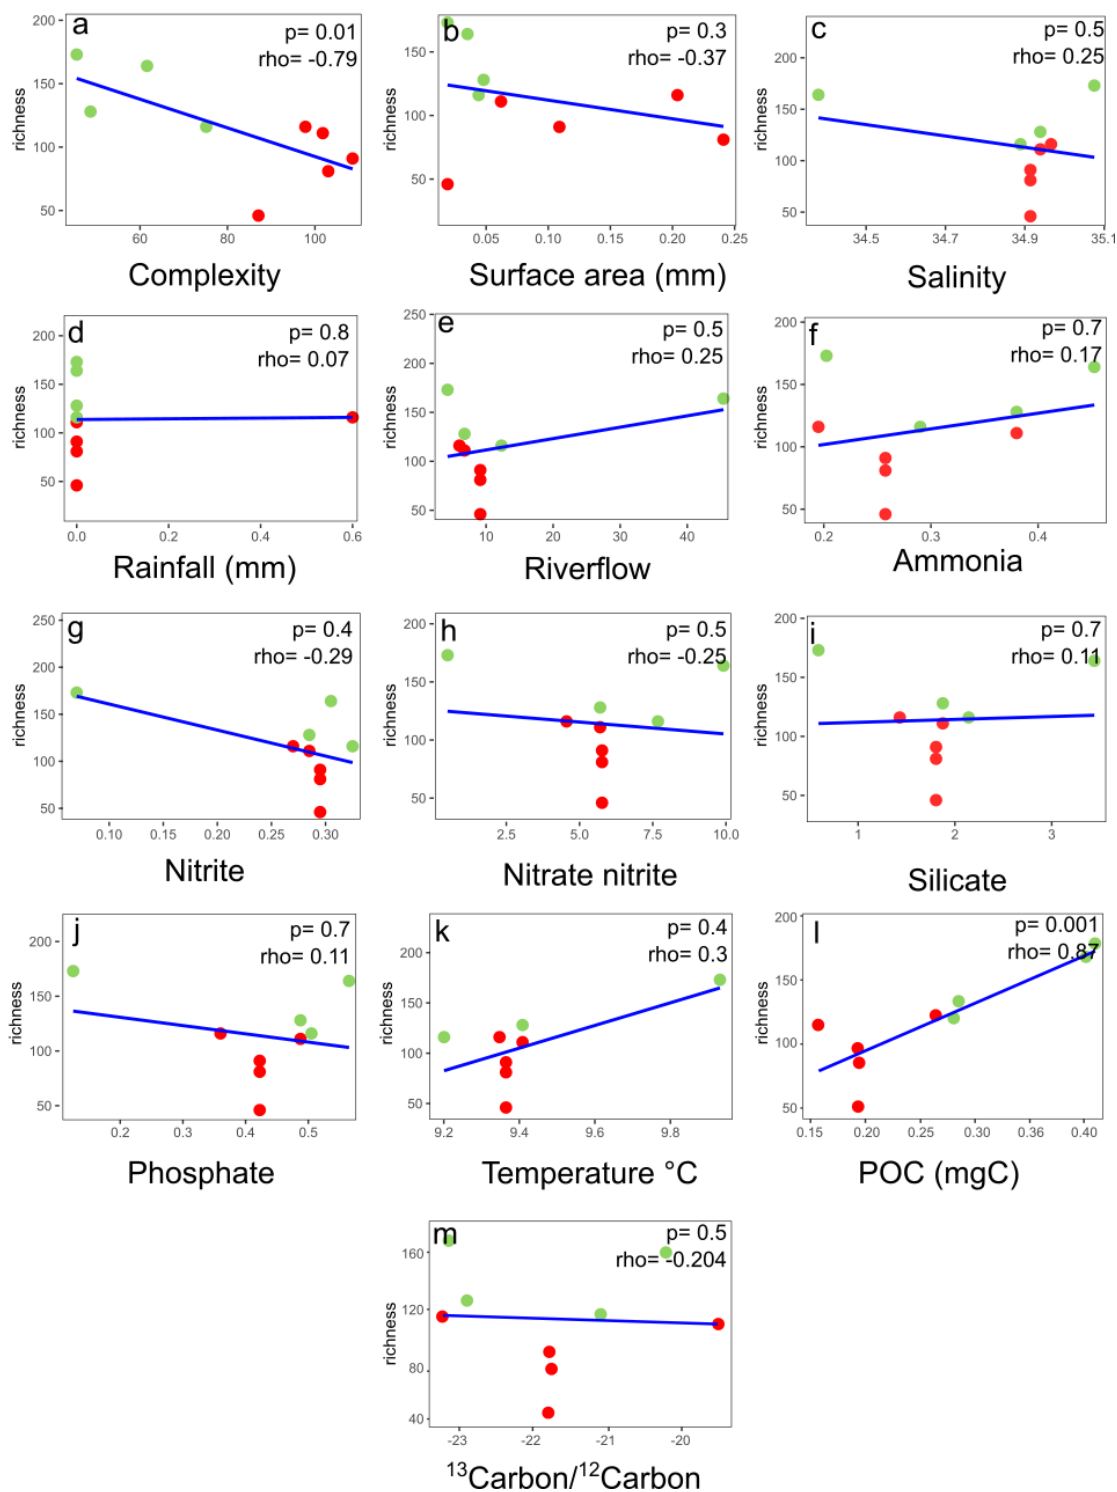 a
p= 0.01
rho= -0.79
richness
200
150
100
50
60
80
100
Complexity
b
p= 0.3
rho= -0.37
richness
150
100
50
0.05
0.10
0.15
0.20
0.25
Surface area (mm)
c
p= 0.5
rho= 0.25
richness
200
150
100
50
34.5
34.7
34.9
35.1
Salinity
d
p= 0.8
rho= 0.07
richness
200
150
100
50
0.0
0.2
0.4
0.6
Rainfall (mm)
e
p= 0.5
rho= 0.25
richness
250
200
150
100
50
10
20
30
40
Riverflow
f
p= 0.7
rho= 0.17
richness
200
150
100
50
0.2
0.3
0.4
Ammonia
g
p= 0.4
rho= -0.29
richness
250
200
150
100
50
0.10
0.15
0.20
0.25
0.30
Nitrite
h
p= 0.5
rho= -0.25
richness
200
150
100
50
2.5
5.0
7.5
10.0
Nitrate nitrite
i
p= 0.7
rho= 0.11
richness
200
150
100
50
1
2
3
Silicate
j
p= 0.7
rho= 0.11
richness
200
150
100
50
0.2
0.3
0.4
0.5
Phosphate
k
p= 0.4
rho= 0.3
richness
200
150
100
50
9.2
9.4
9.6
9.8
Temperature °C
l
p= 0.001
rho= 0.87
richness
200
150
100
50
0.15
0.20
0.25
0.30
0.36
0.40
POC (mgC)
m
p= 0.5
rho= -0.204
richness
160
120
80
40
-23
-22
-21
-20
¹³Carbon/¹²Carbon